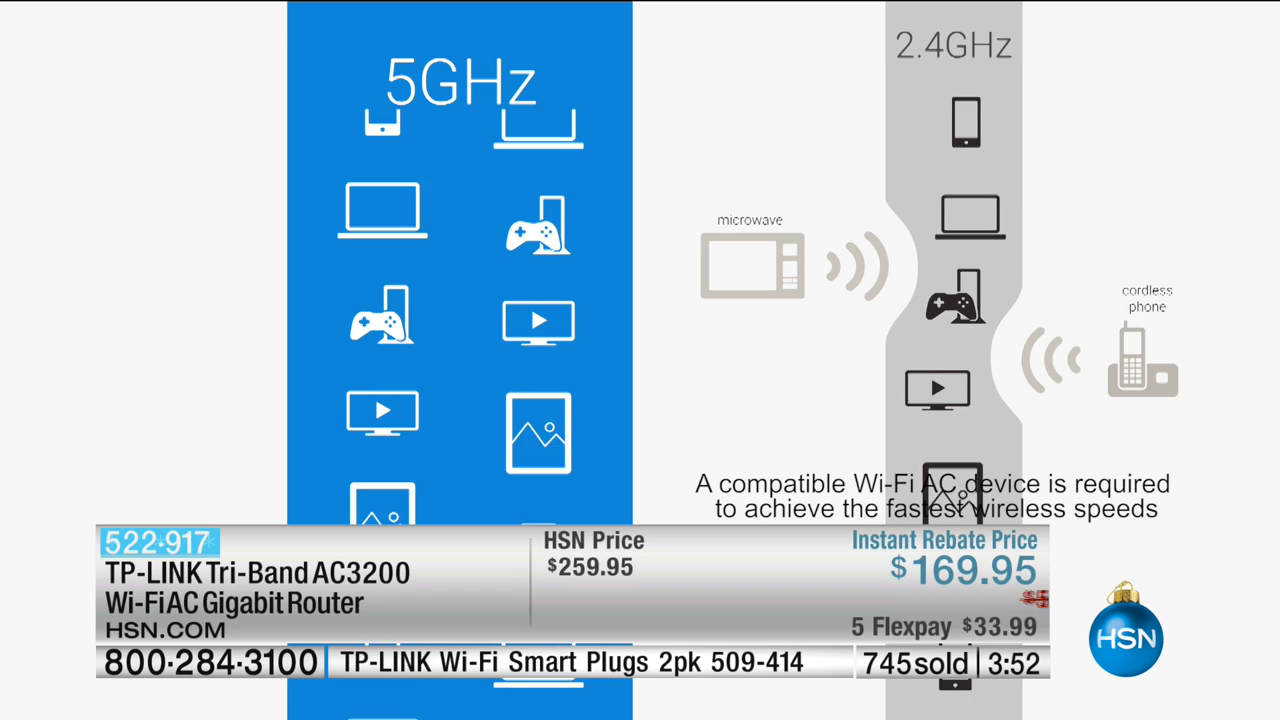 5GHz
2.4GHz
microwave
cordless
phone
A compatible Wi-Fi AC device is required
to achieve the fastest wireless speeds
522·917
TP-LINK Tri-Band AC3200
Wi-Fi AC Gigabit Router
HSN.COM
HSN Price
$259.95
Instant Rebate Price
$169.95
5 Flexpay $33.99
800·284·3100
TP-LINK Wi-Fi Smart Plugs 2pk 509-414
745 sold
3:52
HSN